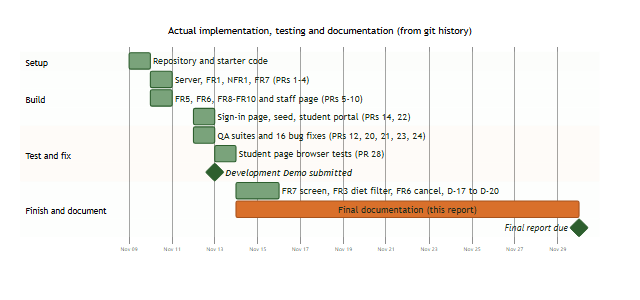 Actual implementation, testing and documentation (from git history)
Setup
Repository and starter code
Server, FR1, NFR1, FR7 (PRs 1-4)
Build
FR5, FR6, FR8-FR10 and staff page (PRs 5-10)
Sign-in page, seed, student portal (PRs 14, 22)
QA suites and 16 bug fixes (PRs 12, 20, 21, 23, 24)
Test and fix
Student page browser tests (PR 28)
Development Demo submitted
FR7 screen, FR3 diet filter, FR6 cancel, D-17 to D-20
Finish and document
Final documentation (this report)
Final report due
Nov 09 Nov 11 Nov 13 Nov 15 Nov 17 Nov 19 Nov 21 Nov 23 Nov 25 Nov 27 Nov 29